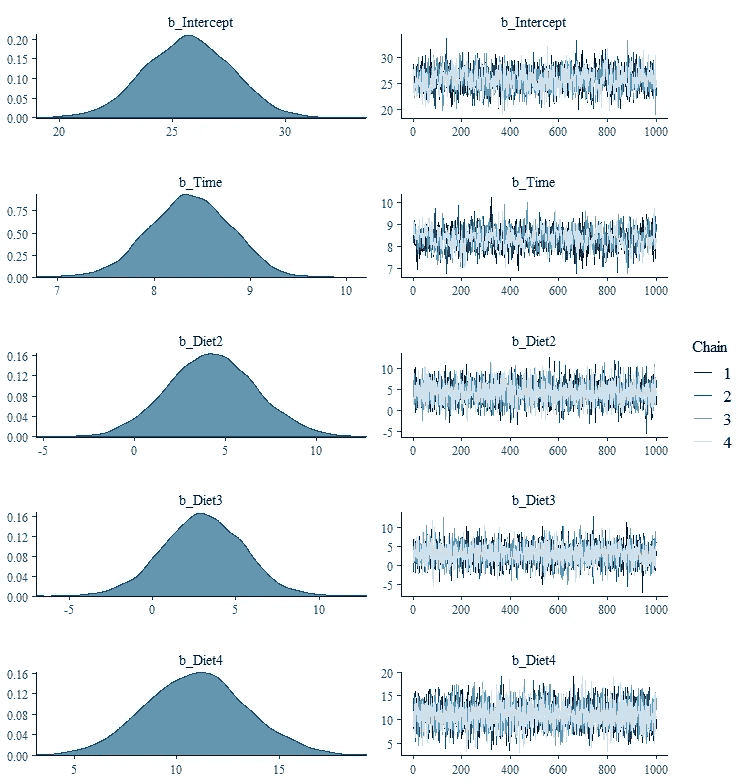 b_Intercept b_Intercept
0.20
0.15
0.10
0.05
0.00
20 25 30
30
25
20
0 200 400 600 800 1000
b_Time b_Time
0.75
0.50
0.25
0.00
7 8 9 10
10
9
8
7
0 200 400 600 800 1000
b_Diet2 b_Diet2
0.16
0.12
0.08
0.04
0.00
-5 0 5 10
10
5
0
-5
0 200 400 600 800 1000
Chain
1
2
3
4
b_Diet3 b_Diet3
0.16
0.12
0.08
0.04
0.00
-5 0 5 10
10
5
0
-5
0 200 400 600 800 1000
b_Diet4 b_Diet4
0.16
0.12
0.08
0.04
0.00
5 10 15
20
15
10
5
0 200 400 600 800 1000